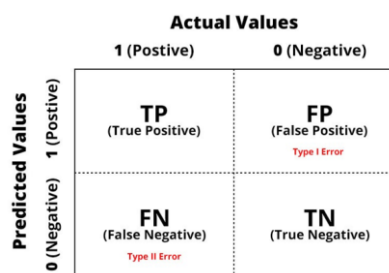 Actual Values
1 (Postive) 0 (Negative)
Predicted Values
1 (Postive)
0 (Negative)
TP
(True Positive)
FP
(False Positive)
Type I Error
FN
(False Negative)
Type II Error
TN
(True Negative)